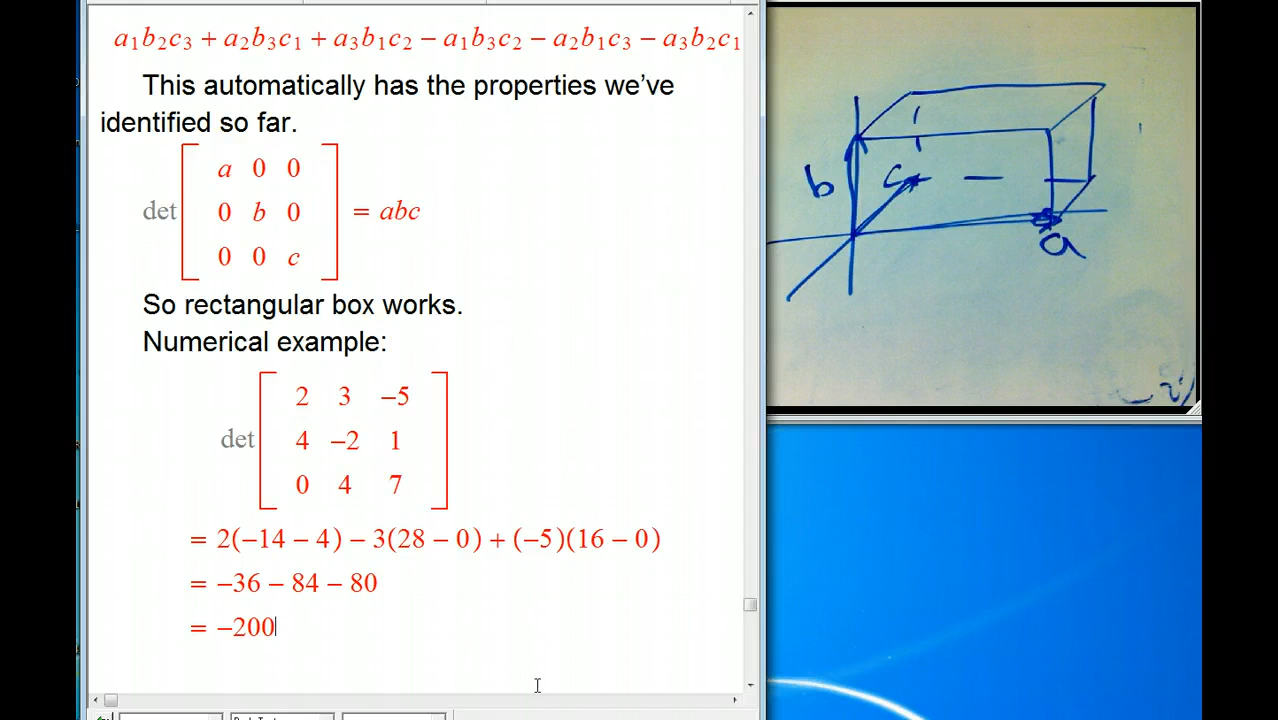 a₁b₂c₃ + a₂b₃c₁ + a₃b₁c₂ − a₁b₃c₂ − a₂b₁c₃ − a₃b₂c₁
This automatically has the properties we’ve
identified so far.
det [ a 0 0
0 b 0
0 0 c ] = abc
So rectangular box works.
Numerical example:
det [ 2 3 −5
4 −2 1
0 4 7 ]
= 2(−14 − 4) − 3(28 − 0) + (−5)(16 − 0)
= −36 − 84 − 80
= −200
b
c
a